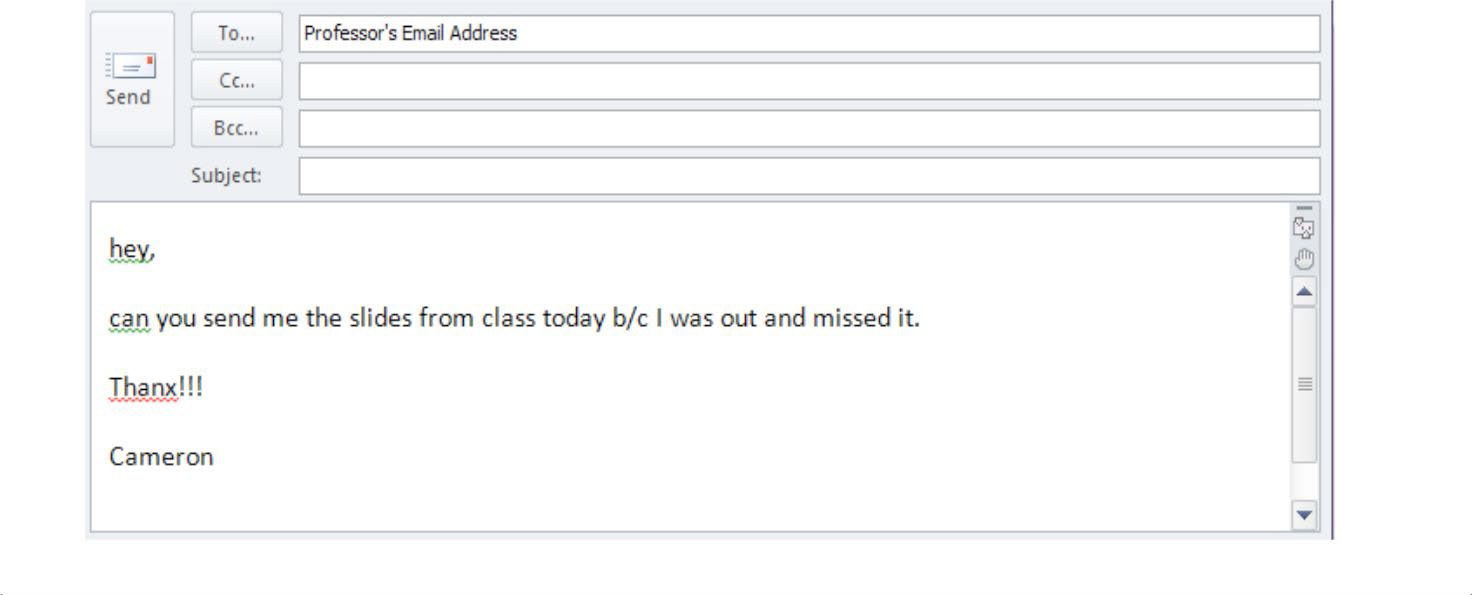 To...
Professor's Email Address
Send
Cc...
Bcc...
Subject:
hey,
can you send me the slides from class today b/c I was out and missed it.
Thanx!!!
Cameron